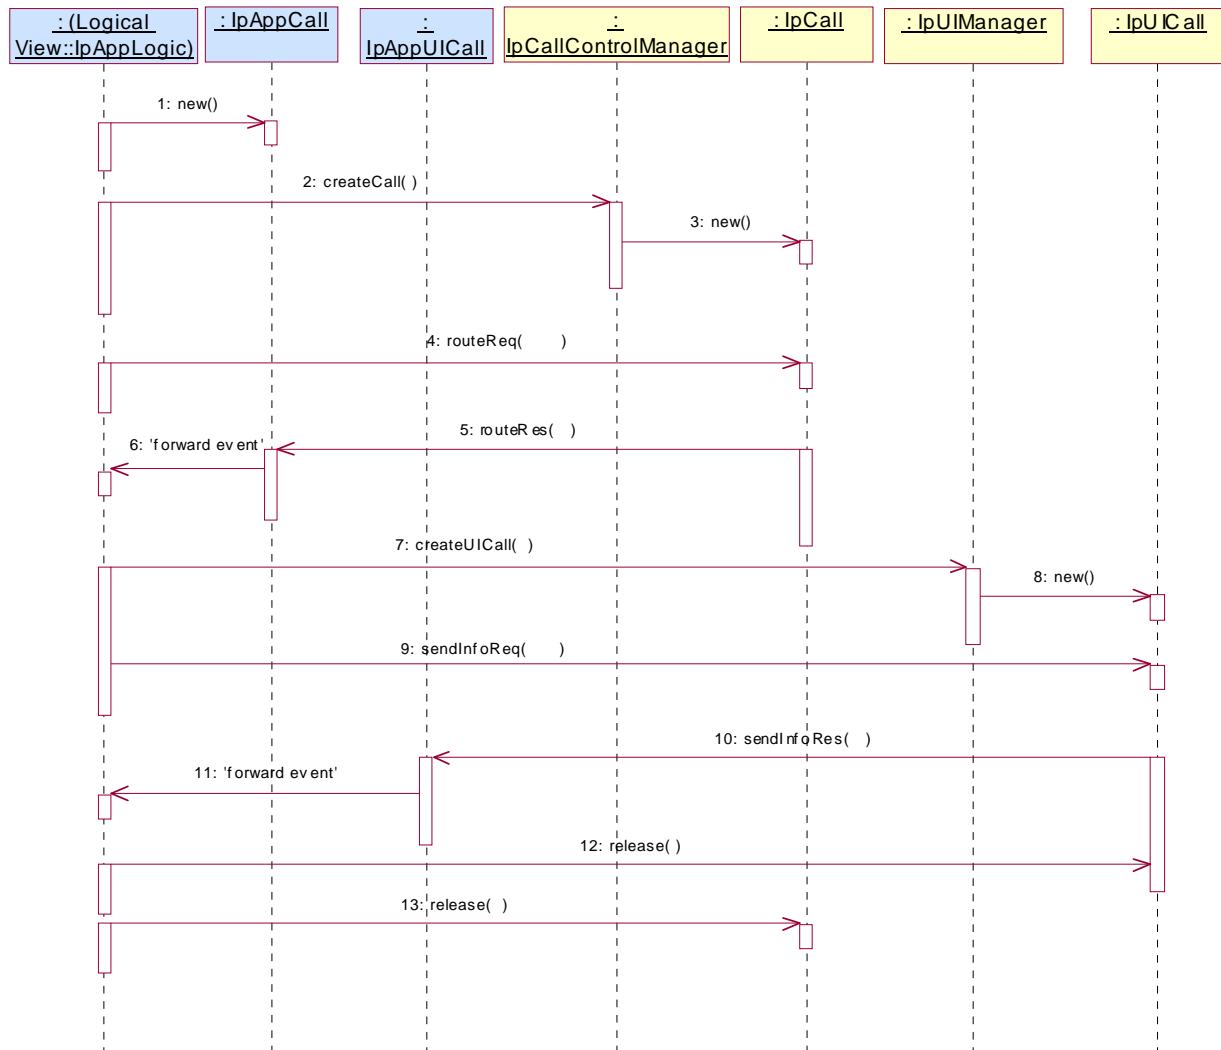 : (Logical
View::IpAppLogic)
: IpAppCall
:
IpAppUICall
:
IpCallControlManager
: IpCall
: IpUIManager
: IpUICall
1: new()
2: createCall( )
3: new()
4: routeReq( )
5: routeRes( )
6: 'forward event'
7: createUICall( )
8: new()
9: sendInfoReq( )
10: sendInfoRes( )
11: 'forward event'
12: release( )
13: release( )